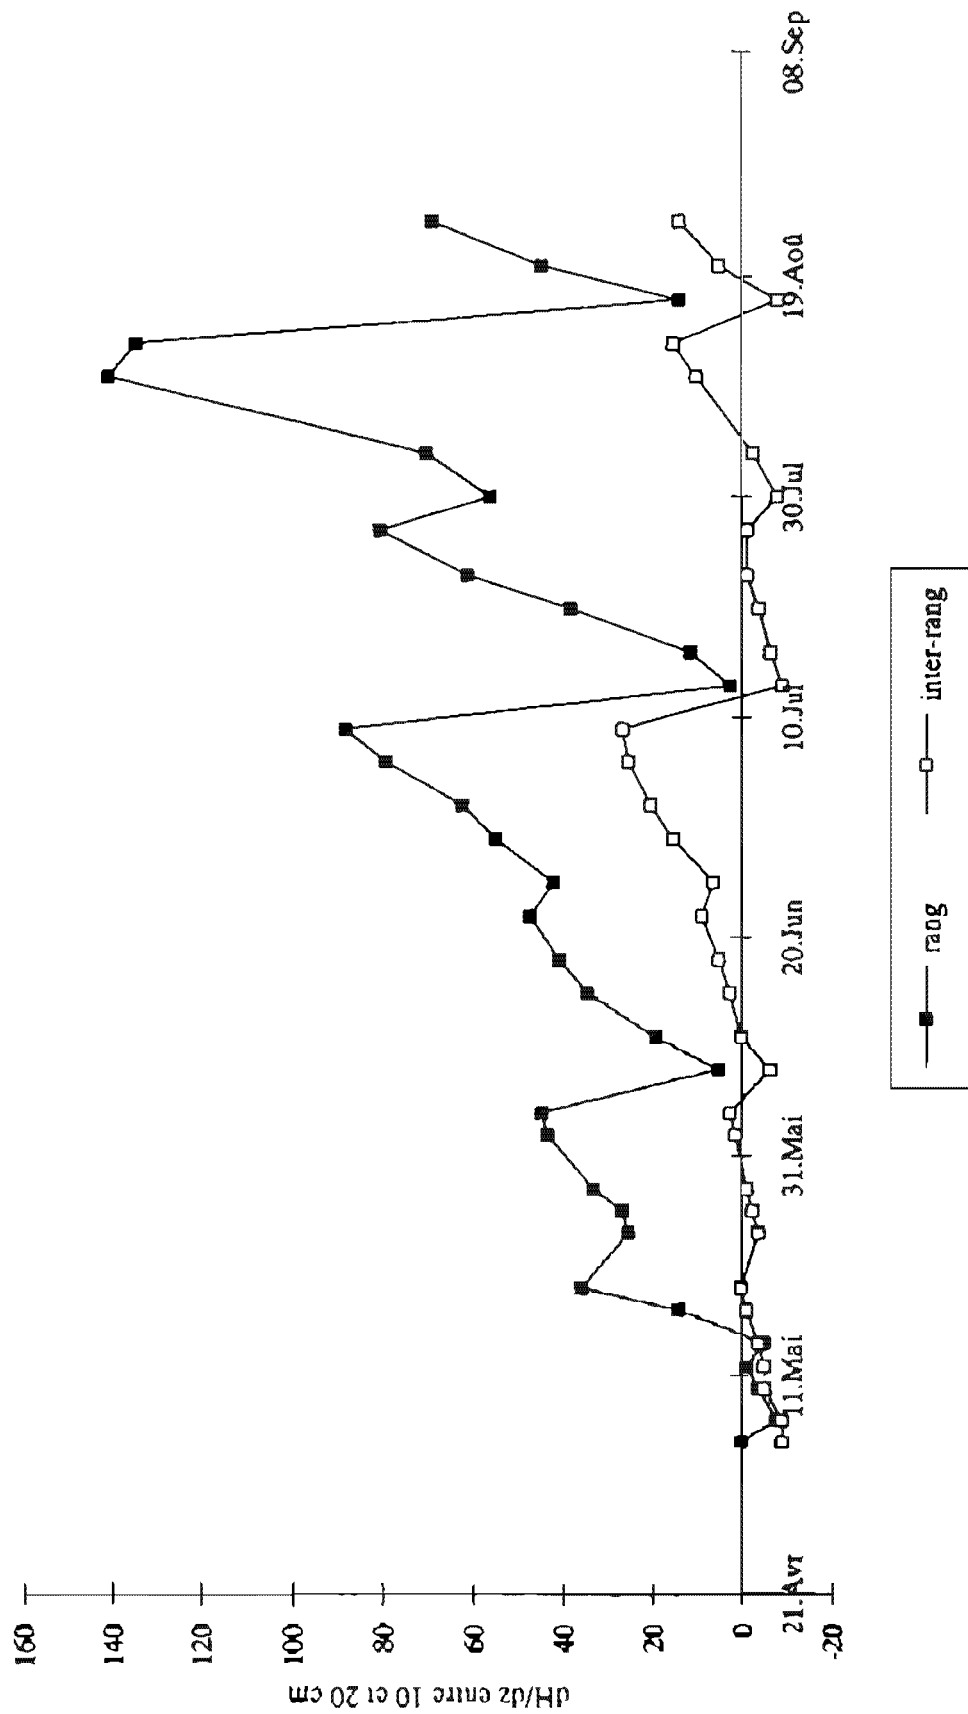 dH/dz entre 10 et 20 cm
160
140
120
100
80
60
40
20
0
-20
21.Avr
11.Mai
31.Mai
20.Jun
10.Jul
30.Jul
19.Aoû
08.Sep
rang
inter-rang